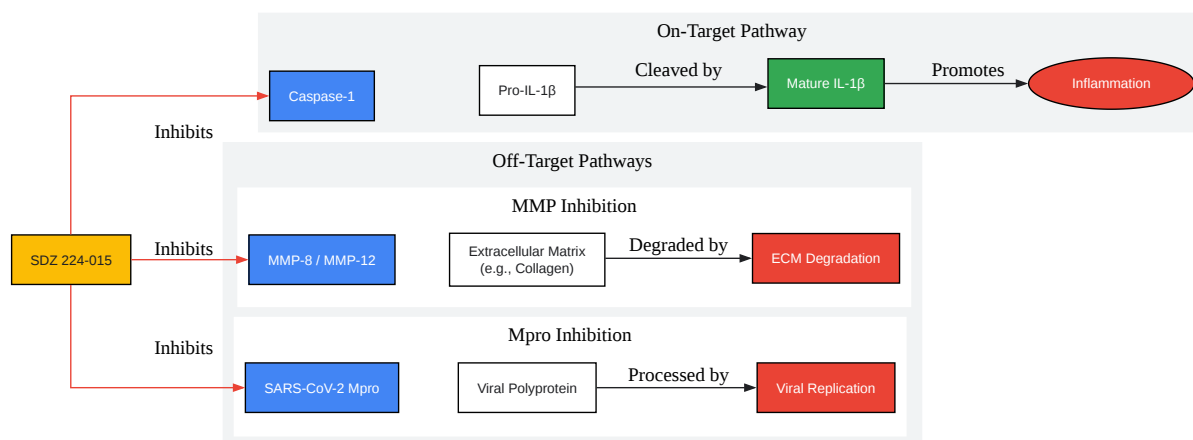 On-Target Pathway
Caspase-1
Pro-IL-1β
Cleaved by
Mature IL-1β
Promotes
Inflammation
Inhibits
Off-Target Pathways
MMP Inhibition
SDZ 224-015
Inhibits
MMP-8 / MMP-12
Extracellular Matrix
(e.g., Collagen)
Degraded by
ECM Degradation
Mpro Inhibition
Inhibits
SARS-CoV-2 Mpro
Viral Polyprotein
Processed by
Viral Replication